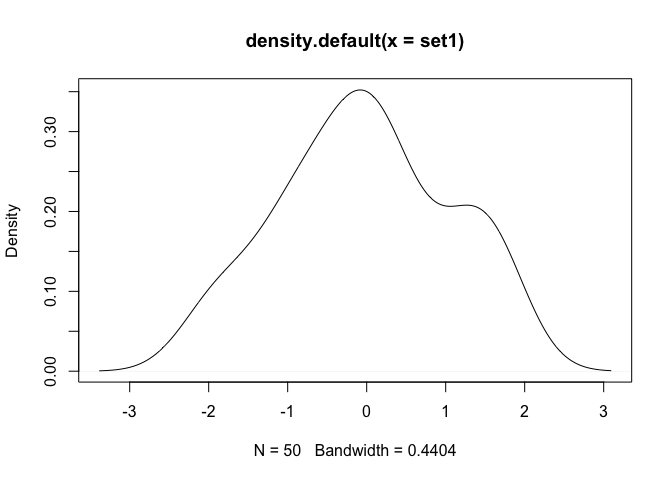 density.default(x = set1)
Density
0.00 0.10 0.20 0.30
-3 -2 -1 0 1 2 3
N = 50 Bandwidth = 0.4404